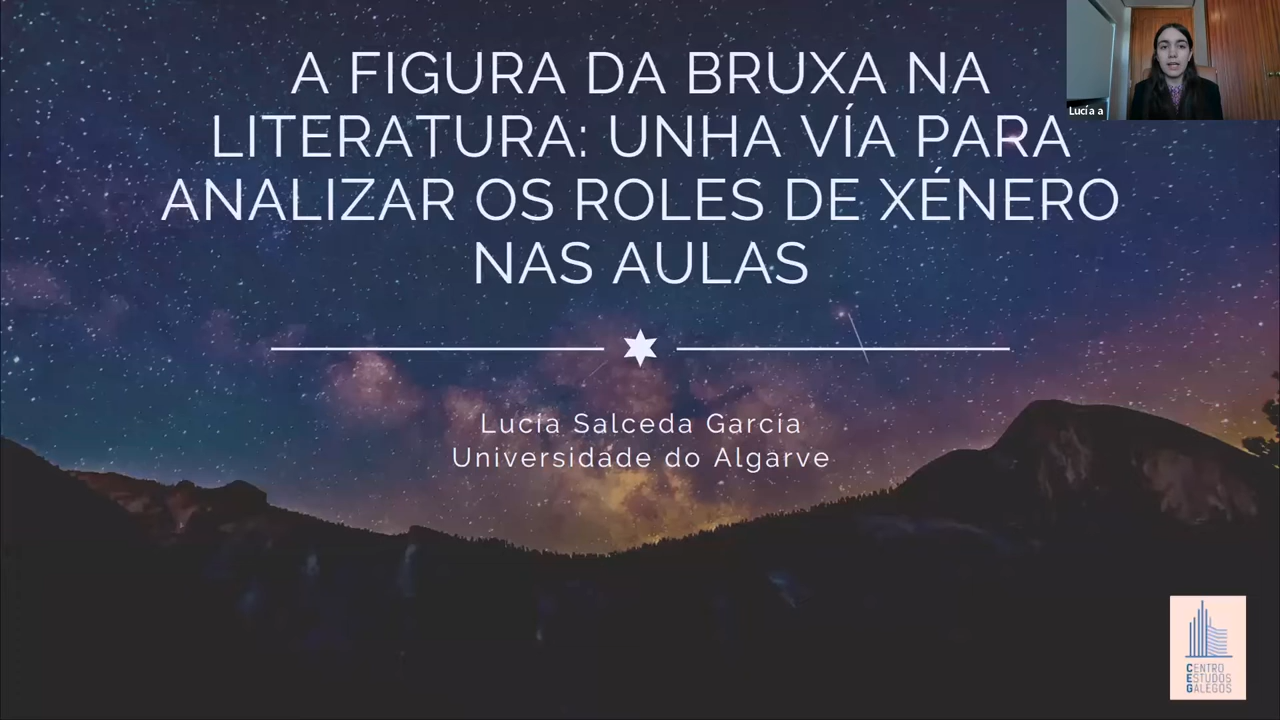 A FIGURA DA BRUXA NA
LITERATURA: UNHA VÍA PARA
ANALIZAR OS ROLES DE XÉNERO
NAS AULAS
Lucía Salceda García
Universidade do Algarve
Lucía a
CENTRO
ESTUDOS
GALEGOS